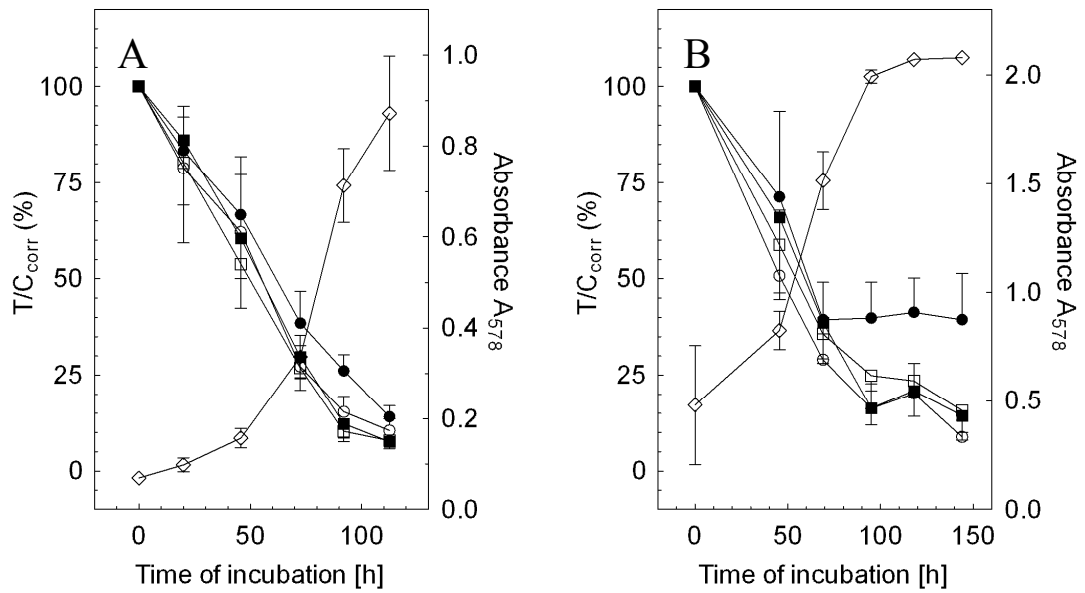 A
T/Ccorr (%)
100
75
50
25
0
1.0
0.8
0.6
0.4
0.2
0.0
Absorbance A578
0 50 100
Time of incubation [h]
B
T/Ccorr (%)
100
75
50
25
0
2.0
1.5
1.0
0.5
0.0
Absorbance A578
0 50 100 150
Time of incubation [h]